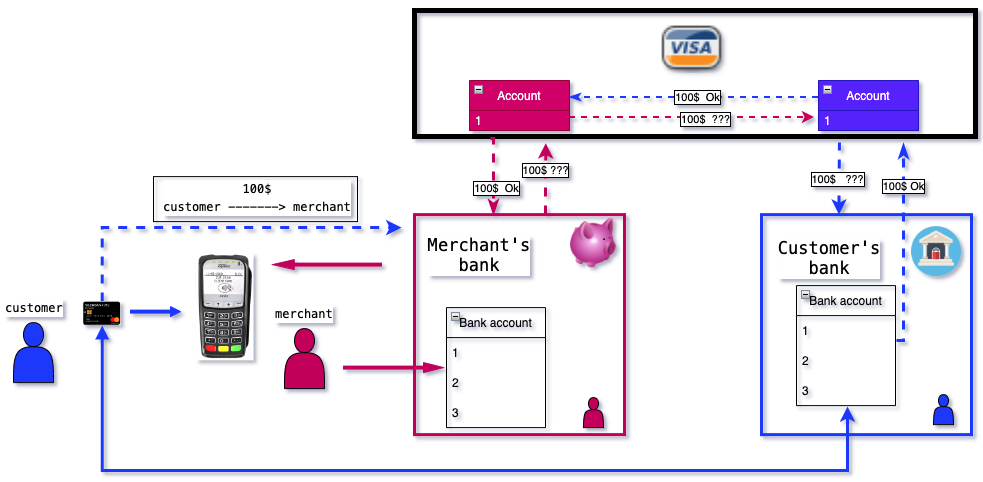 VISA
Account
1
Account
1
100$ Ok
100$ ???
100$ Ok
100$ ???
100$ ???
100$ Ok
100$
customer -------> merchant
Merchant's
bank
Customer's
bank
customer
merchant
Bank account
1
2
3
Bank account
1
2
3